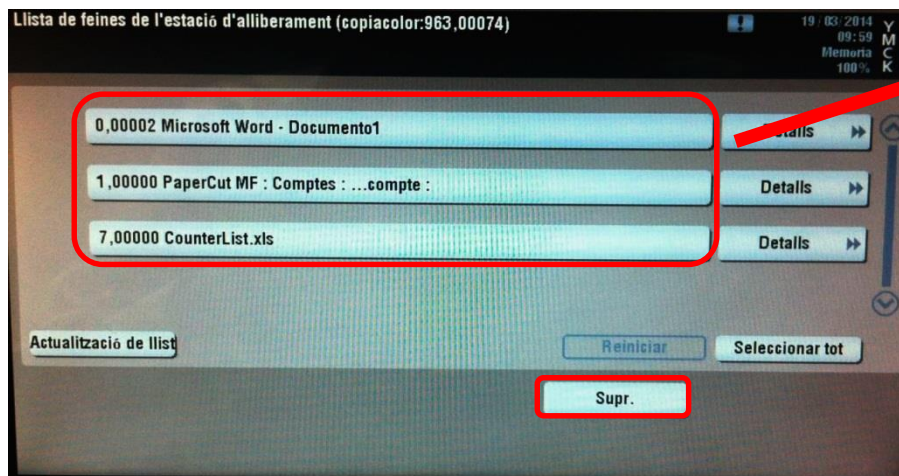 Llista de feines de l'estació d'alliberament (copiacolor:963,00074)
19/03/2014
09:59
Memoria
100%
Y
M
C
K
0,00002 Microsoft Word - Documento1
Detalls
1,00000 PaperCut MF : Comptes : ...compte :
Detalls
7,00000 CounterList.xls
Detalls
Actualització de llist
Reiniciar
Seleccionar tot
Supr.